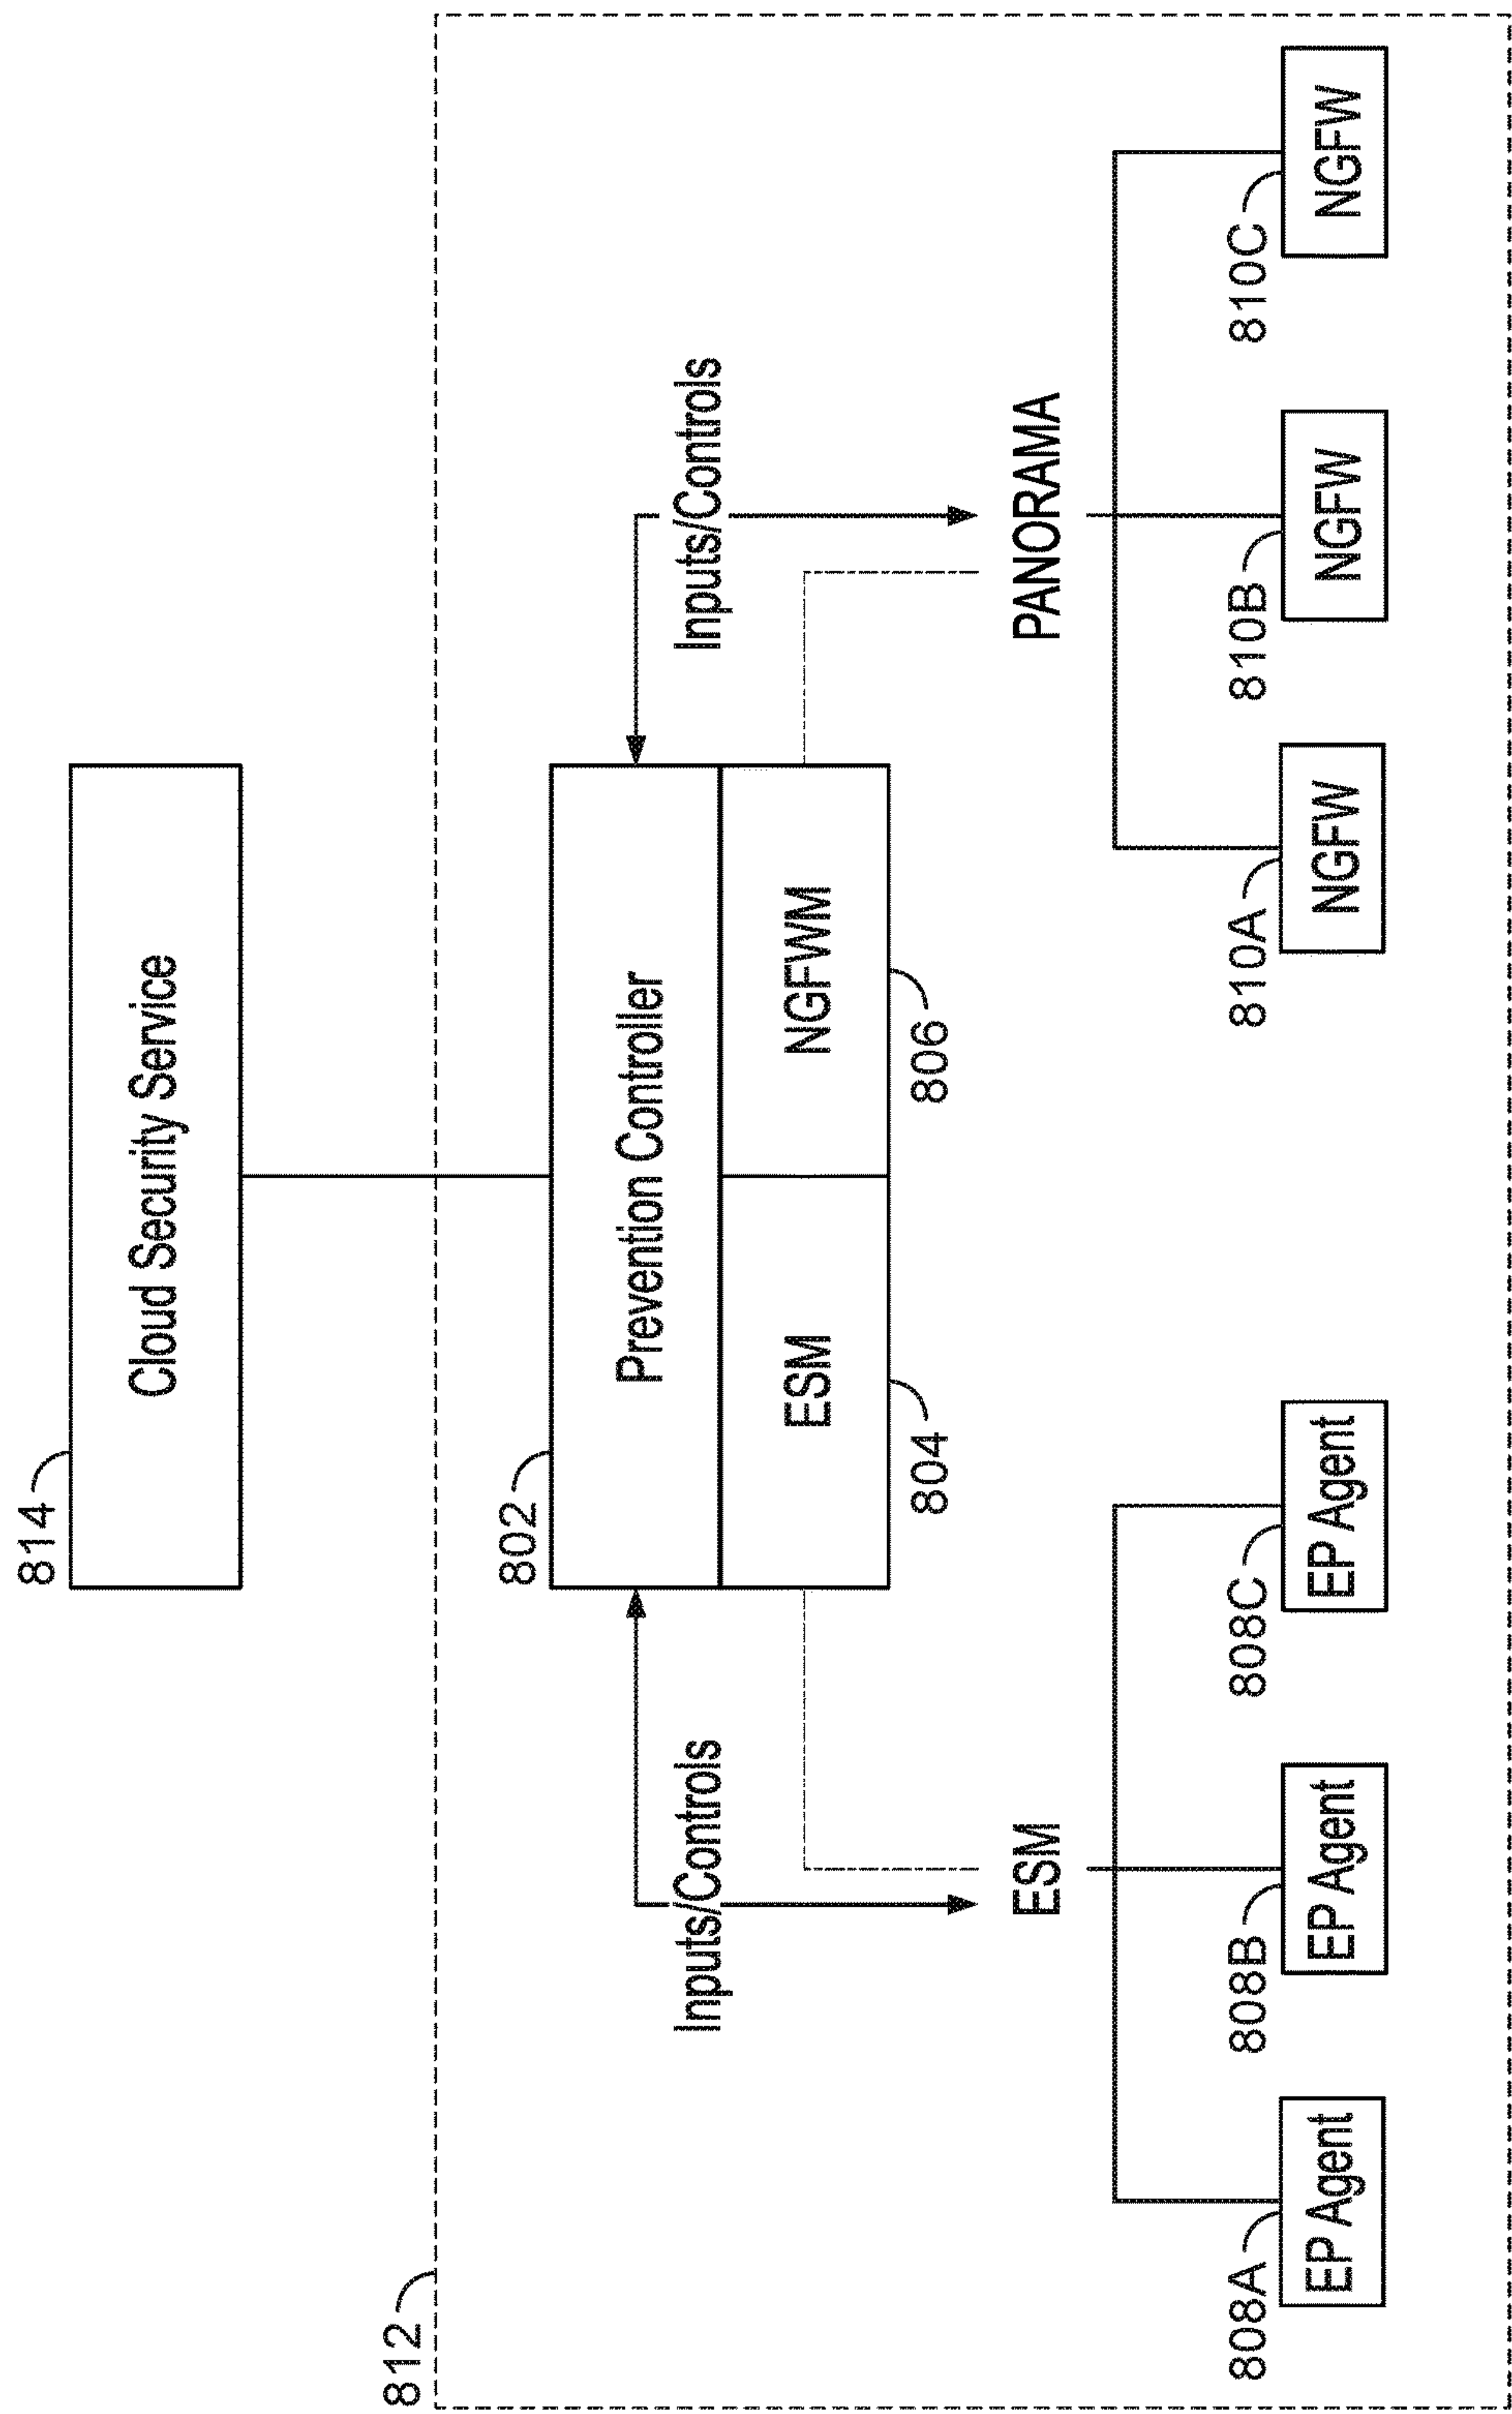 814
Cloud Security Service
812
802
Prevention Controller
Inputs/Controls
Inputs/Controls
ESM
NGFWM
804
806
ESM
PANORAMA
808A
808B
808C
810A
810B
810C
EP Agent
EP Agent
EP Agent
NGFW
NGFW
NGFW